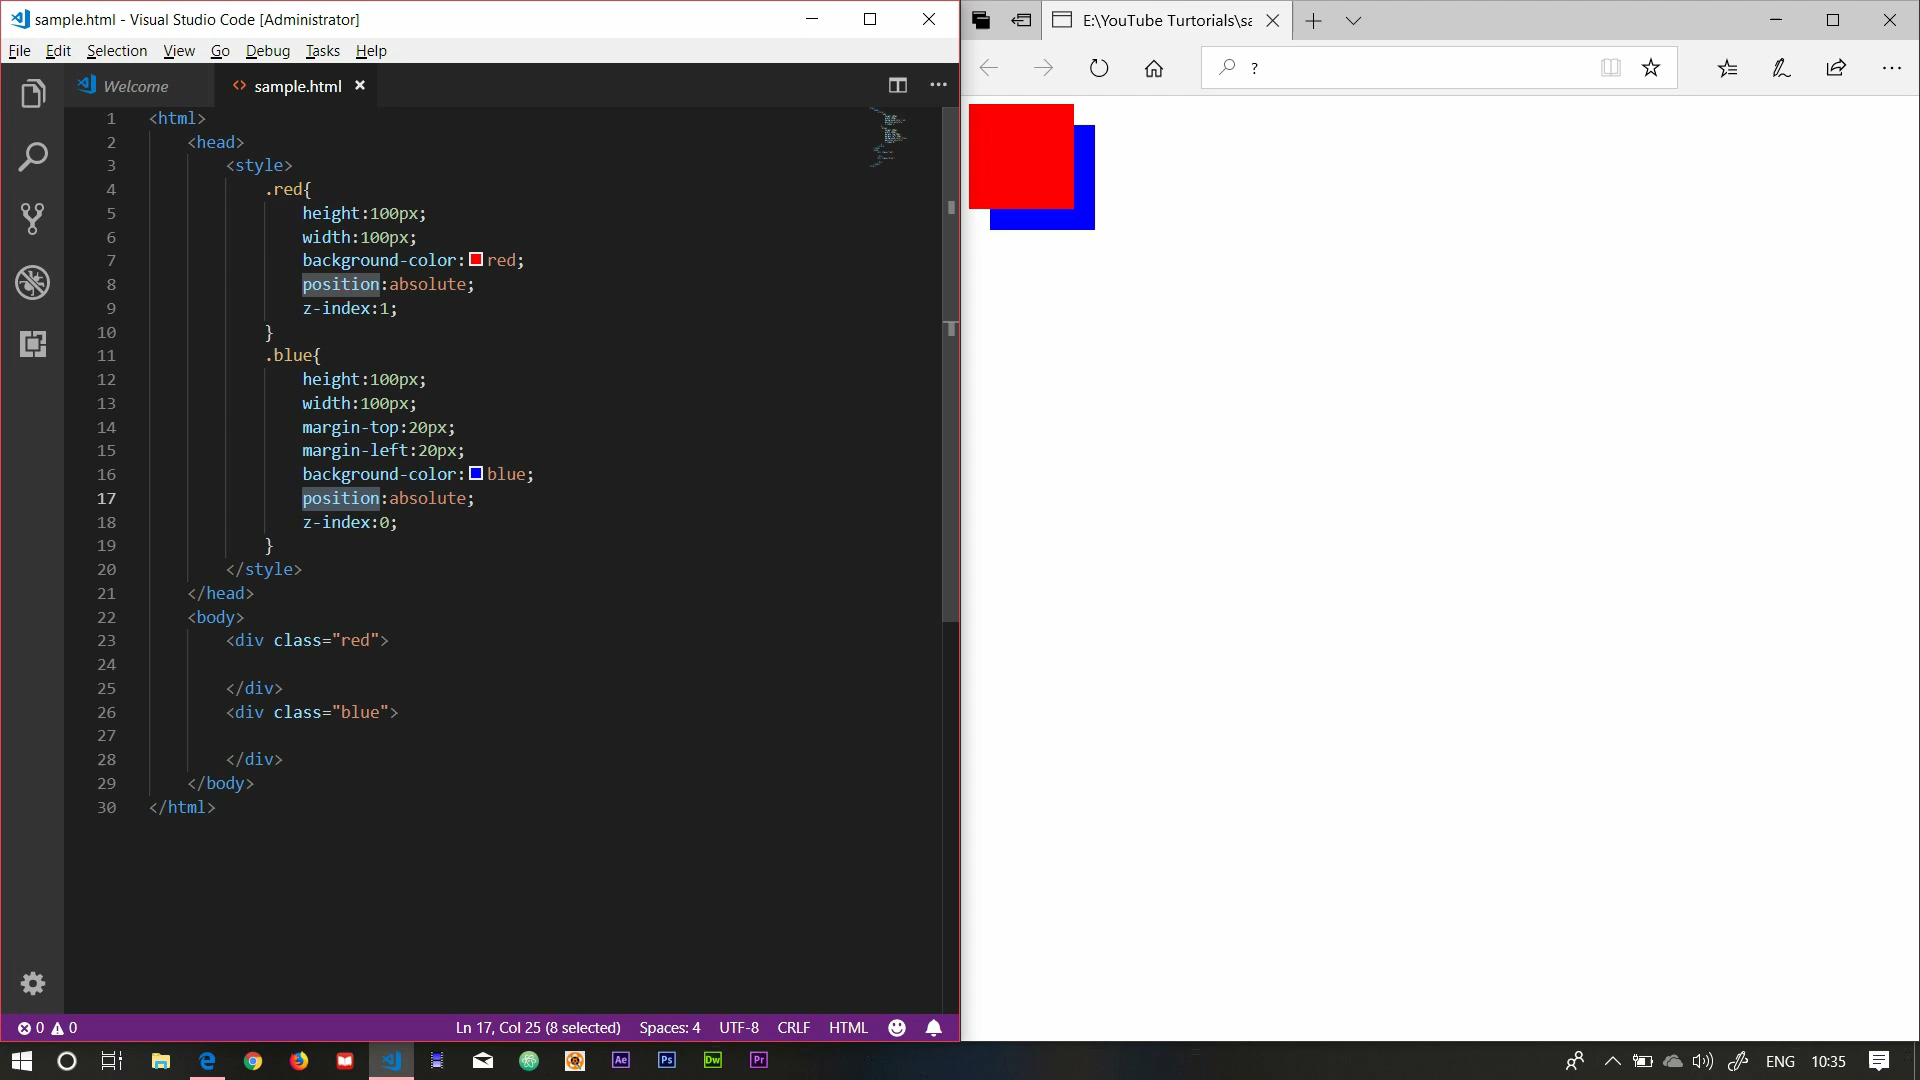 sample.html - Visual Studio Code [Administrator]
File Edit Selection View Go Debug Tasks Help
Welcome
<> sample.html ×
1 <html>
2 <head>
3 <style>
4 .red{
5 height:100px;
6 width:100px;
7 background-color:red;
8 position:absolute;
9 z-index:1;
10 }
11 .blue{
12 height:100px;
13 width:100px;
14 margin-top:20px;
15 margin-left:20px;
16 background-color:blue;
17 position:absolute;
18 z-index:0;
19 }
20 </style>
21 </head>
22 <body>
23 <div class="red">
24
25 </div>
26 <div class="blue">
27
28 </div>
29 </body>
30 </html>
0 0 Ln 17, Col 25 (8 selected) Spaces: 4 UTF-8 CRLF HTML
E:\YouTube Turtorials\sa
?
Ae Ps Dw Pr
ENG 10:35